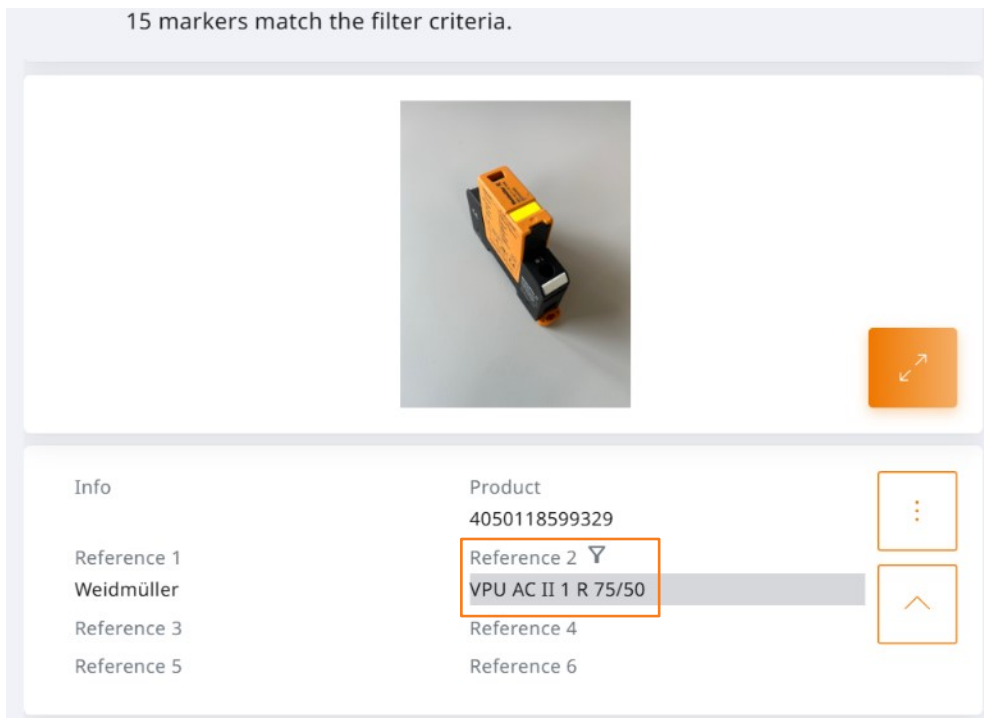 15 markers match the filter criteria.
Info
Product
4050118599329
Reference 1
Reference 2
Weidmüller
VPU AC II 1 R 75/50
Reference 3
Reference 4
Reference 5
Reference 6